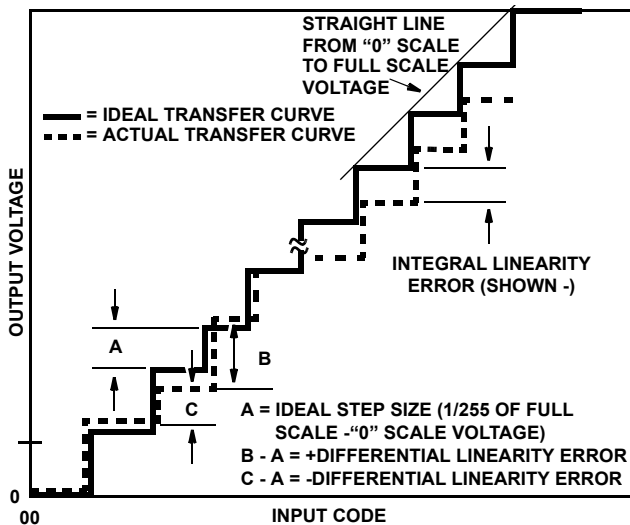 STRAIGHT LINE
FROM “0” SCALE
TO FULL SCALE
VOLTAGE
= IDEAL TRANSFER CURVE
= ACTUAL TRANSFER CURVE
OUTPUT VOLTAGE
INTEGRAL LINEARITY
ERROR (SHOWN -)
A
B
C
A = IDEAL STEP SIZE (1/255 OF FULL
SCALE -“0” SCALE VOLTAGE)
B - A = +DIFFERENTIAL LINEARITY ERROR
C - A = -DIFFERENTIAL LINEARITY ERROR
0
00
INPUT CODE